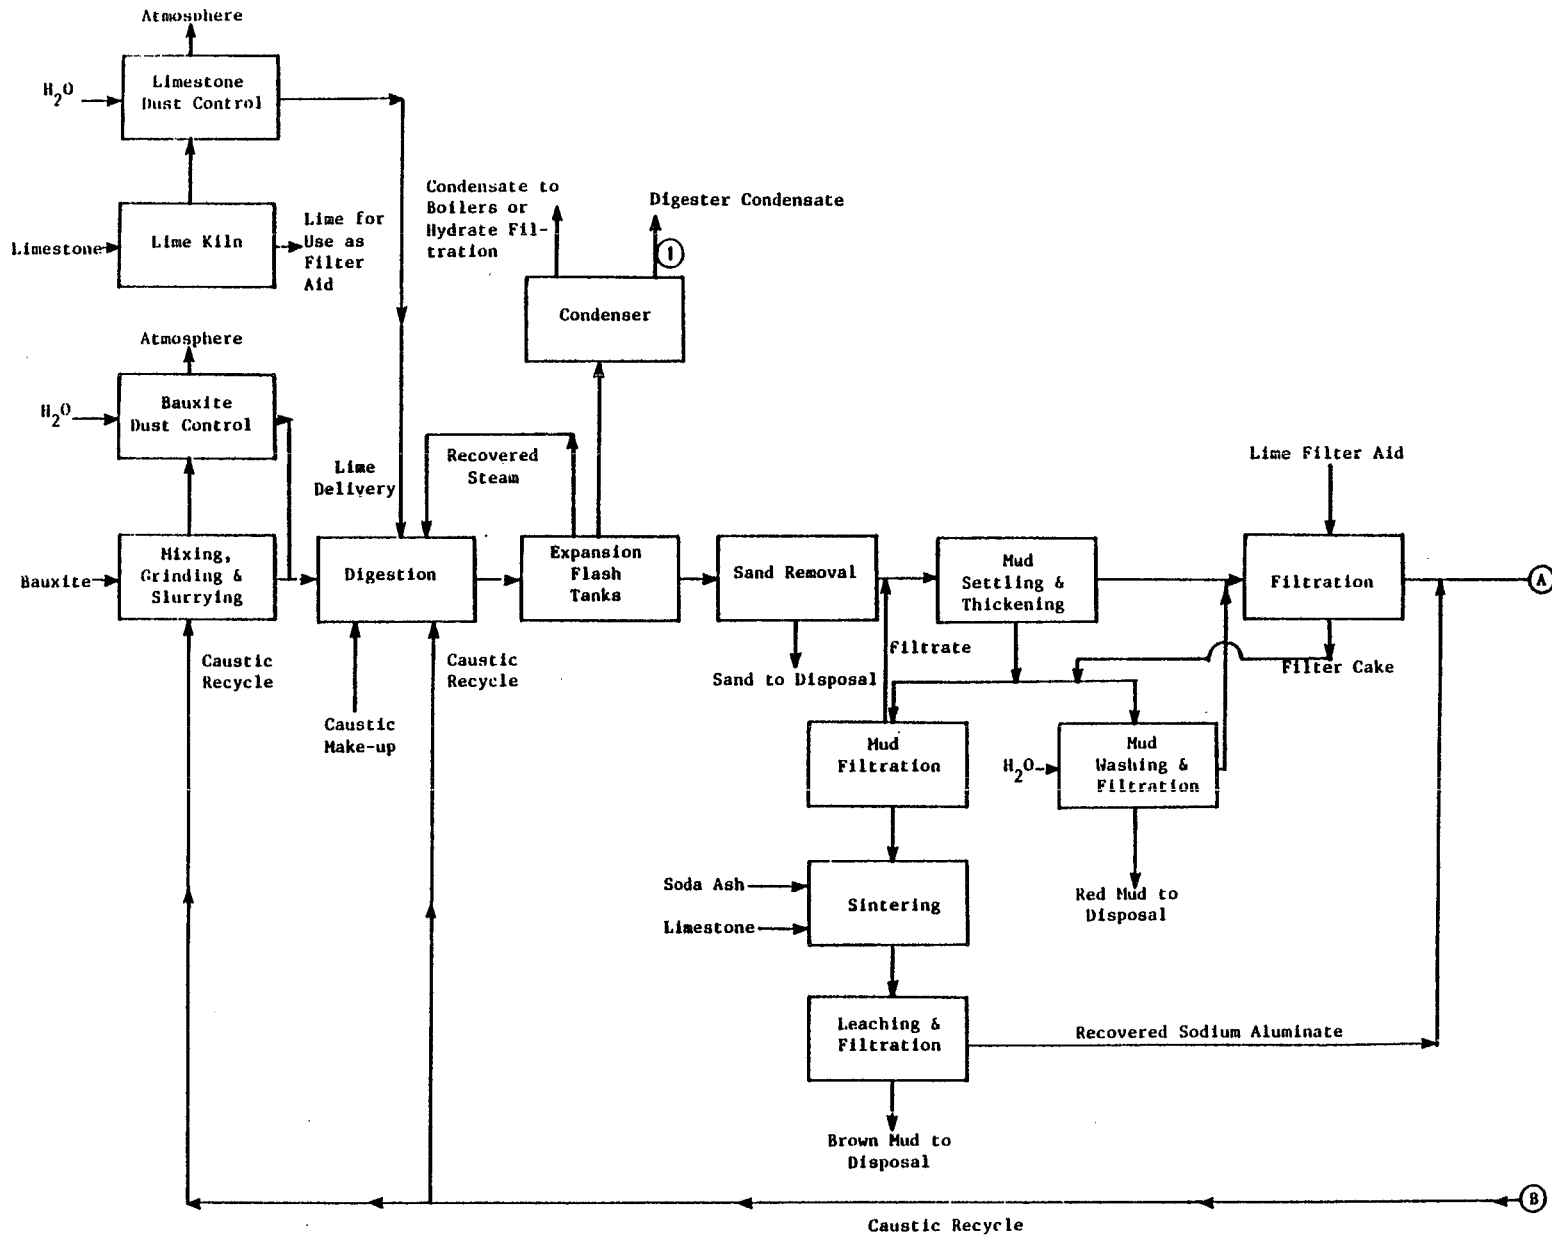 Atmosphere
H2O
Limestone
Dust Control
Limestone
Lime Kiln
Lime for
Use as
Filter
Aid
Condensate to
Boilers or
Hydrate Fil-
tration
Digester Condensate
1
Condenser
Atmosphere
H2O
Bauxite
Dust Control
Lime
Delivery
Recovered
Steam
Lime Filter Aid
Bauxite
Mixing,
Grinding &
Slurrying
Digestion
Expansion
Flash
Tanks
Sand Removal
Mud
Settling &
Thickening
Filtration
A
Caustic
Recycle
Caustic
Make-up
Caustic
Recycle
Sand to Disposal
Filtrate
Filter Cake
Mud
Filtration
H2O
Mud
Washing &
Filtration
Soda Ash
Limestone
Sintering
Red Mud to
Disposal
Leaching &
Filtration
Recovered Sodium Aluminate
Brown Mud to
Disposal
B
Caustic Recycle